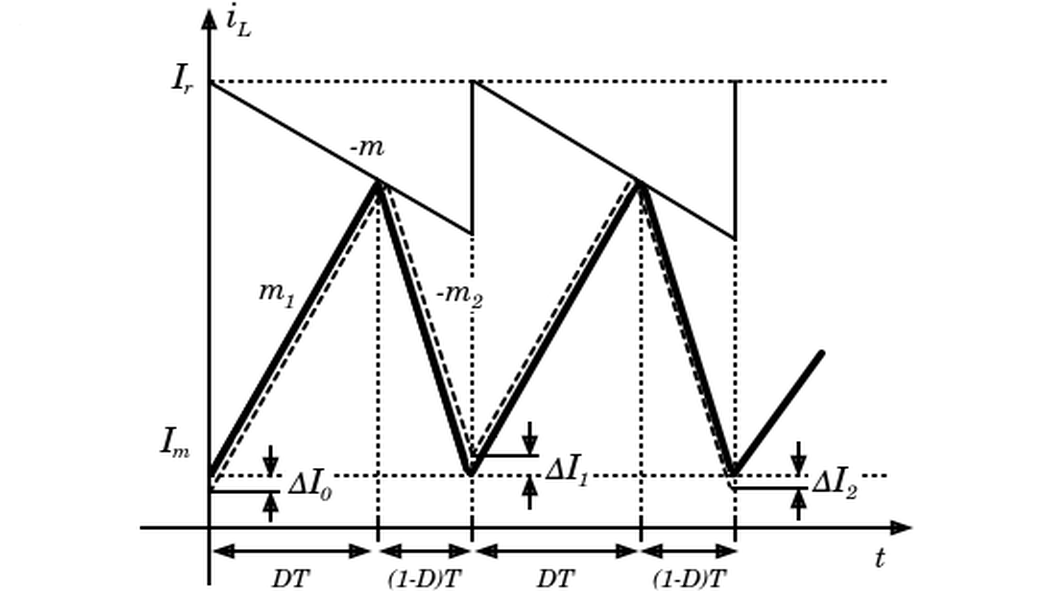 i_L
I_r
-m
m_1
-m_2
I_m
ΔI_0
ΔI_1
ΔI_2
t
DT
(1-D)T
DT
(1-D)T